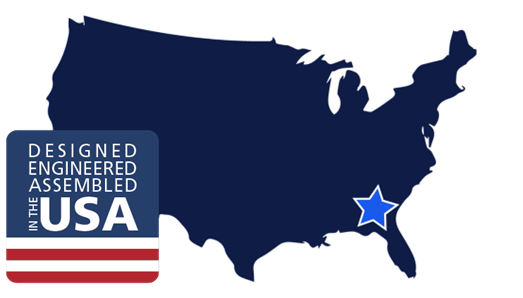 DESIGNED
ENGINEERED
ASSEMBLED
IN THE USA